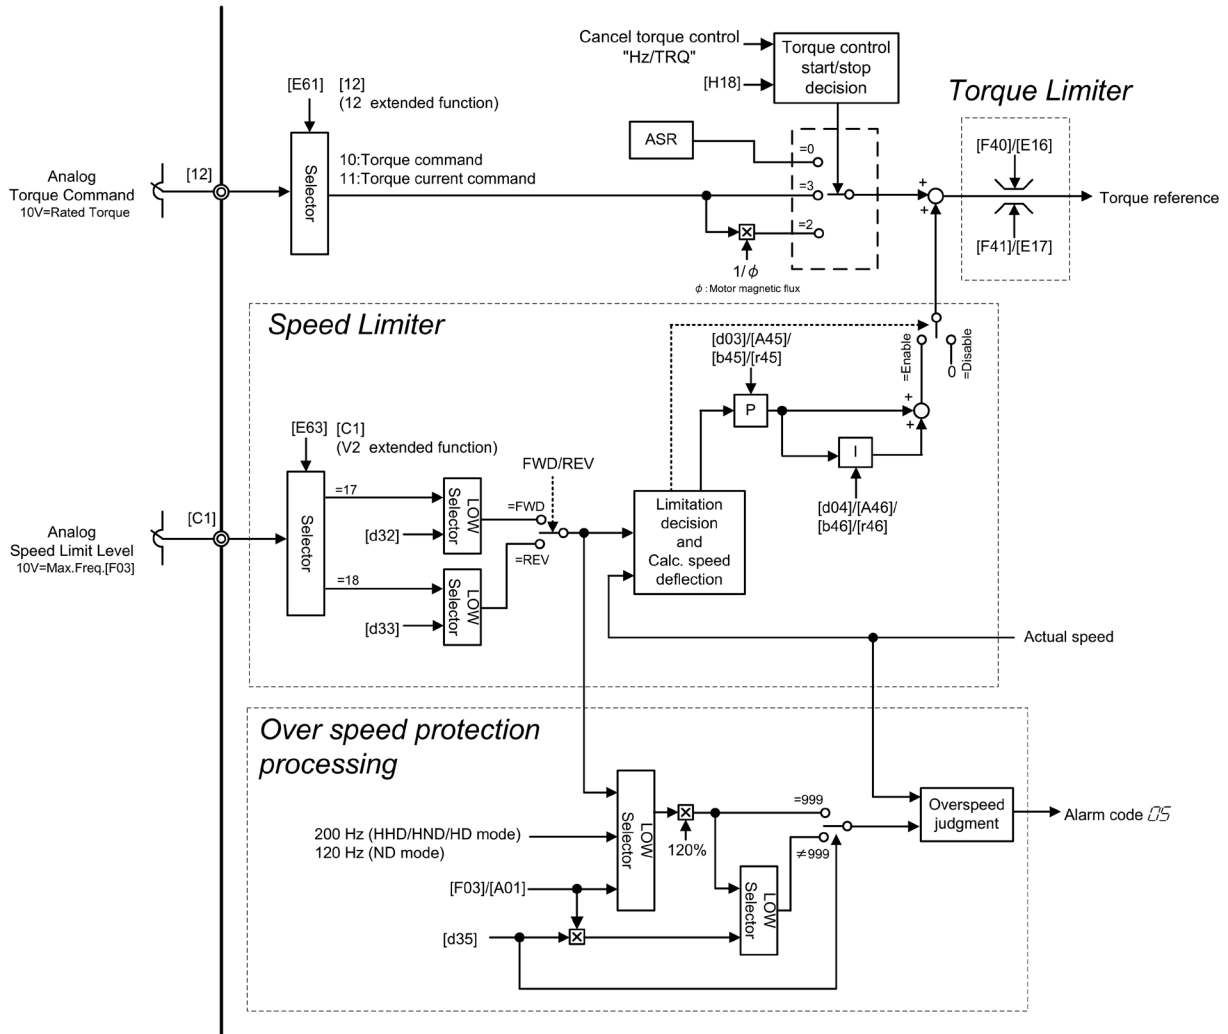 Cancel torque control
"Hz/TRQ"
[H18]
Torque control
start/stop
decision
Torque Limiter
[E61]
[12]
(12 extended function)
ASR
[F40]/[E16]
Analog
Torque Command
10V=Rated Torque
[12]
Selector
10:Torque command
11:Torque current command
=0
=3
=2
+
+
Torque reference
1/ϕ
ϕ : Motor magnetic flux
[F41]/[E17]
Speed Limiter
[d03]/[A45]/
[b45]/[r45]
=Enable
0
=Disable
P
+
+
I
[d04]/[A46]/
[b46]/[r46]
[E63]
[C1]
(V2 extended function)
FWD/REV
Analog
Speed Limit Level
10V=Max.Freq.[F03]
[C1]
Selector
=17
LOW
Selector
[d32]
=FWD
=REV
=18
LOW
Selector
[d33]
Limitation
decision
and
Calc. speed
deflection
Actual speed
Over speed protection
processing
200 Hz (HHD/HND/HD mode)
120 Hz (ND mode)
[F03]/[A01]
[d35]
LOW
Selector
120%
=999
≠999
LOW
Selector
Overspeed
judgment
Alarm code OS